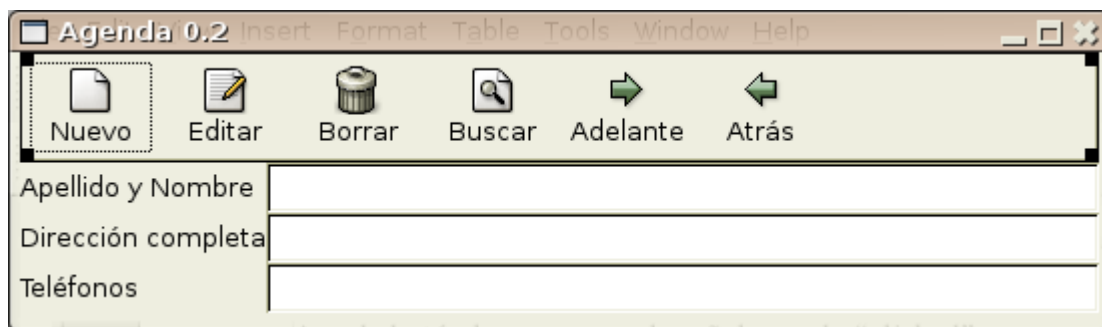 Agenda 0.2 Insert Format Table Tools Window Help
Nuevo Editar Borrar Buscar Adelante Atrás
Apellido y Nombre
Dirección completa
Teléfonos